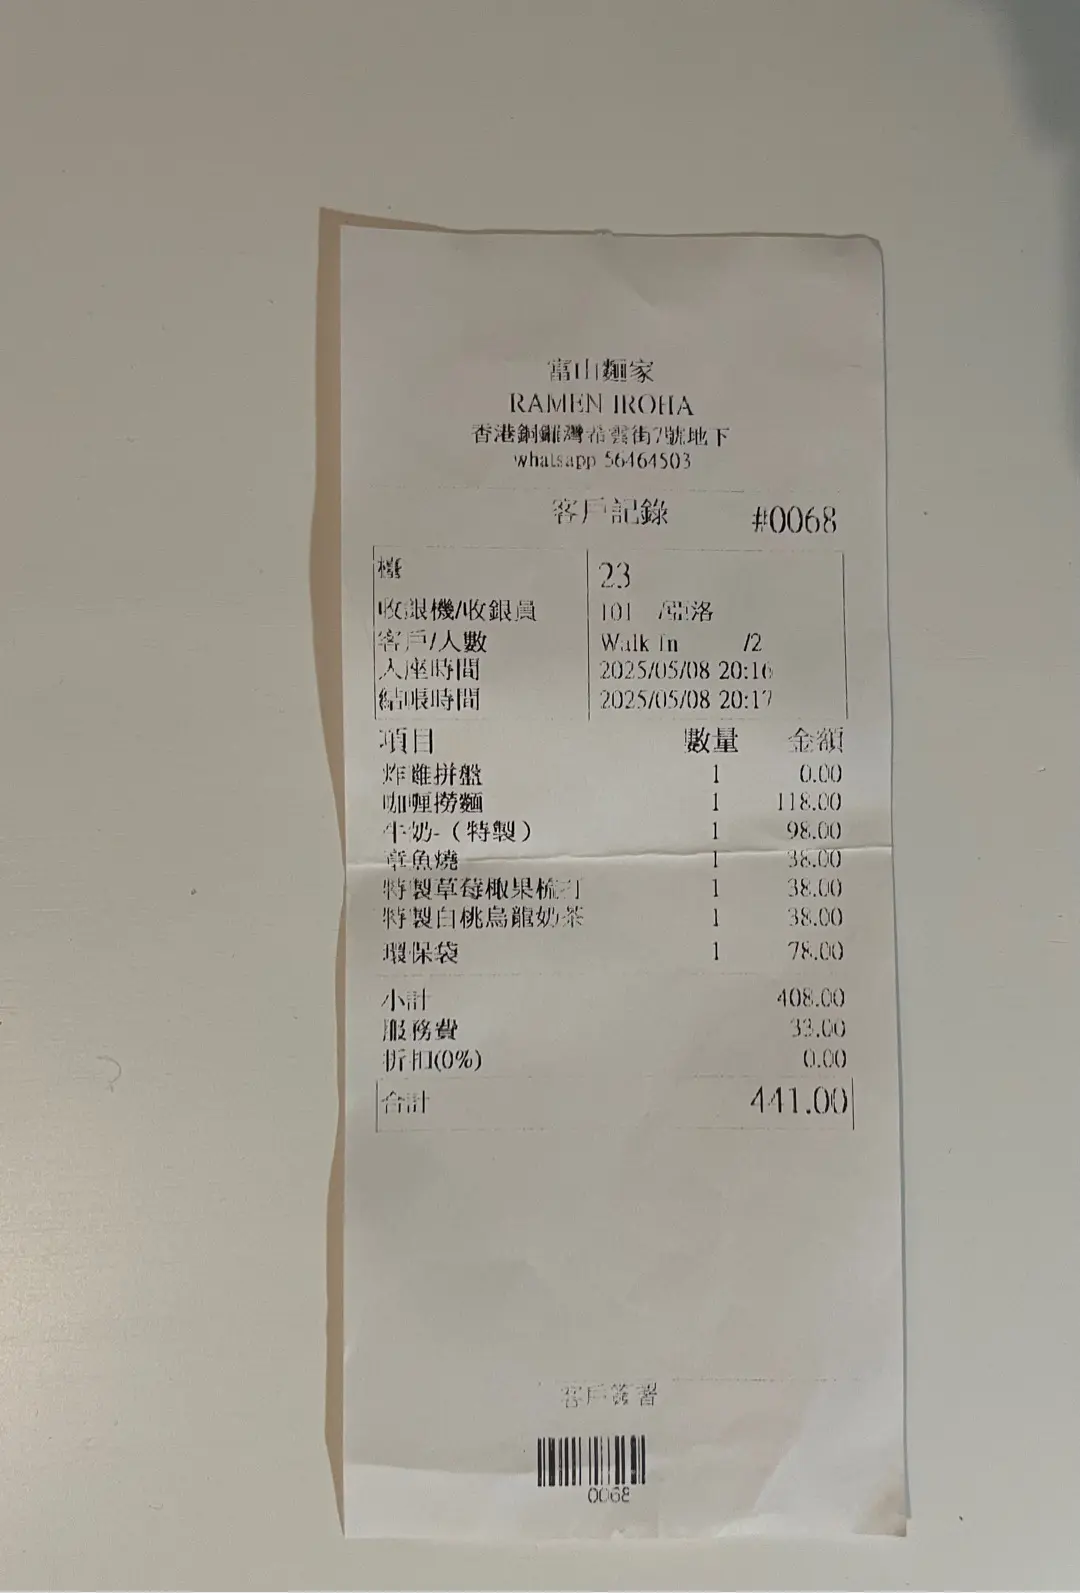 富山麵家
RAMEN IROHA
香港銅鑼灣希雲街7號地下
whatsapp 56464503
客戶記錄 #0068
檯 23
收銀機/收銀員 101 /亞洛
客戶/人數 Walk In /2
入座時間 2025/05/08 20:16
結帳時間 2025/05/08 20:17
項目 數量 金額
炸雞拼盤 1 0.00
咖喱撈麵 1 118.00
牛奶-（特製） 1 98.00
章魚燒 1 38.00
特製草莓椰果梳打 1 38.00
特製白桃烏龍奶茶 1 38.00
環保袋 1 78.00
小計 408.00
服務費 33.00
折扣(0%) 0.00
合計 441.00
客戶簽署
0068